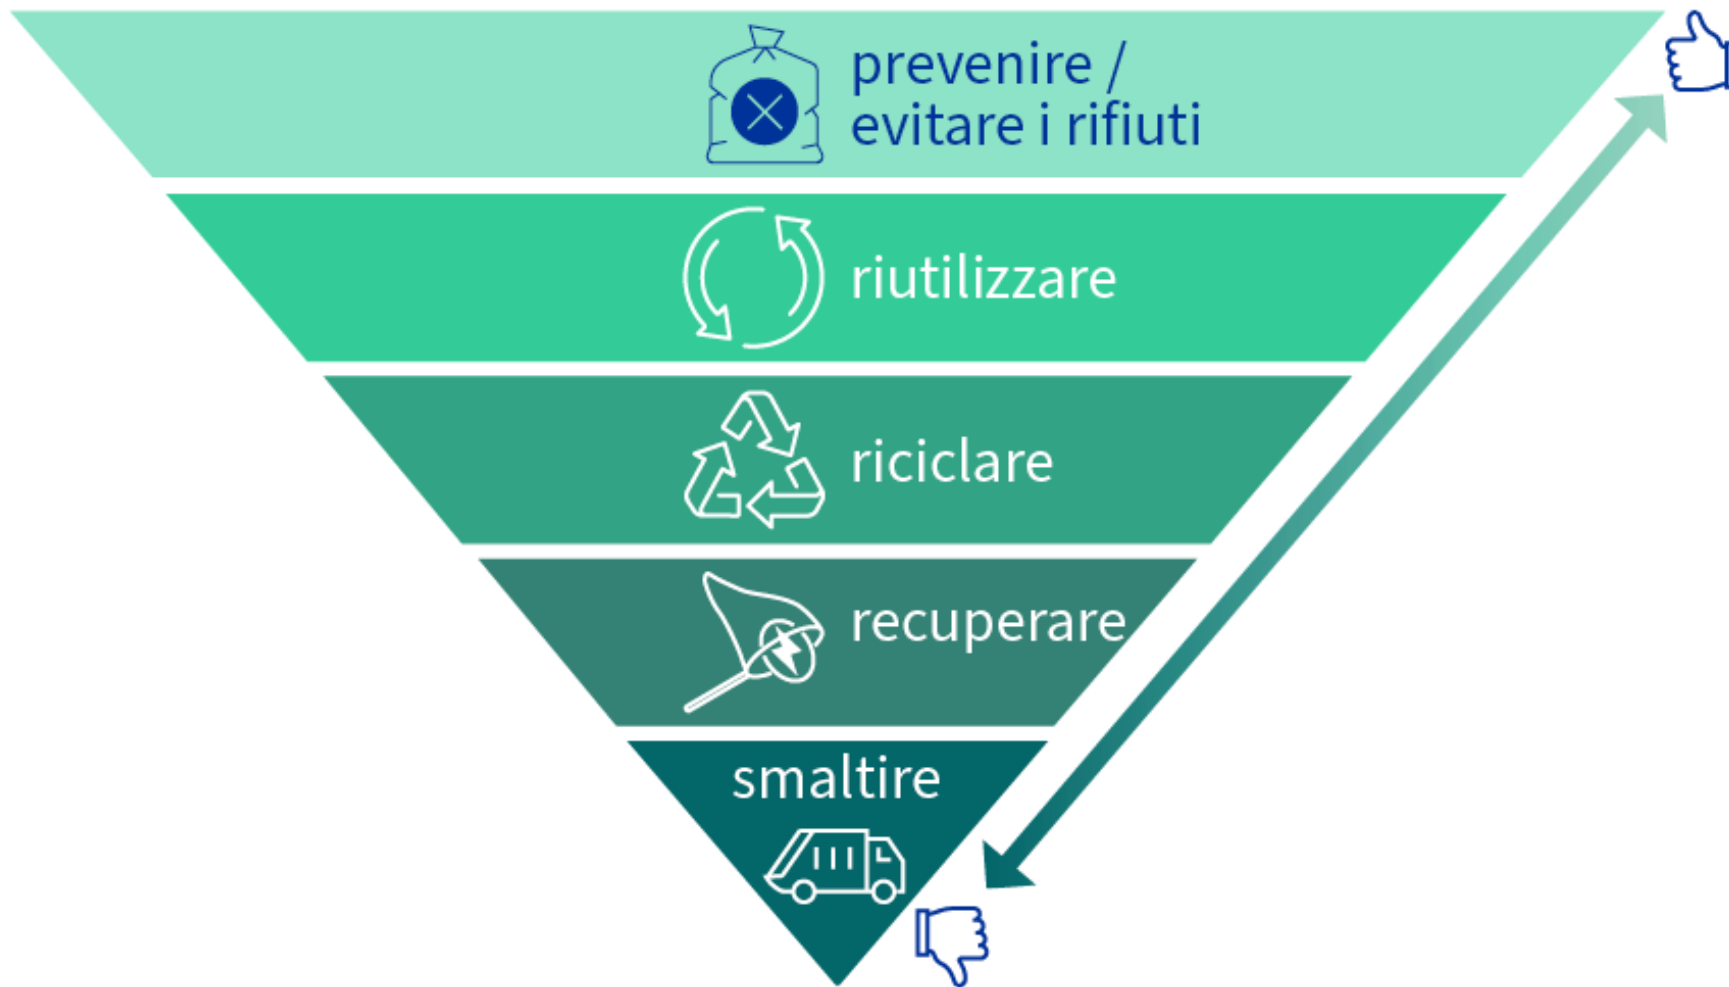 prevenire /
evitare i rifiuti
riutilizzare
riciclare
recuperare
smaltire